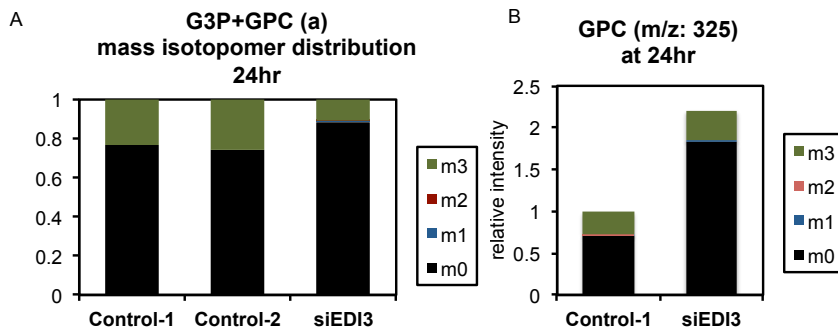 A
G3P+GPC (a)
mass isotopomer distribution
24hr
1
0.8
0.6
0.4
0.2
0
Control-1 Control-2 siEDI3
m3
m2
m1
m0
B
GPC (m/z: 325)
at 24hr
relative intensity
2.5
2
1.5
1
0.5
0
Control-1 siEDI3
m3
m2
m1
m0